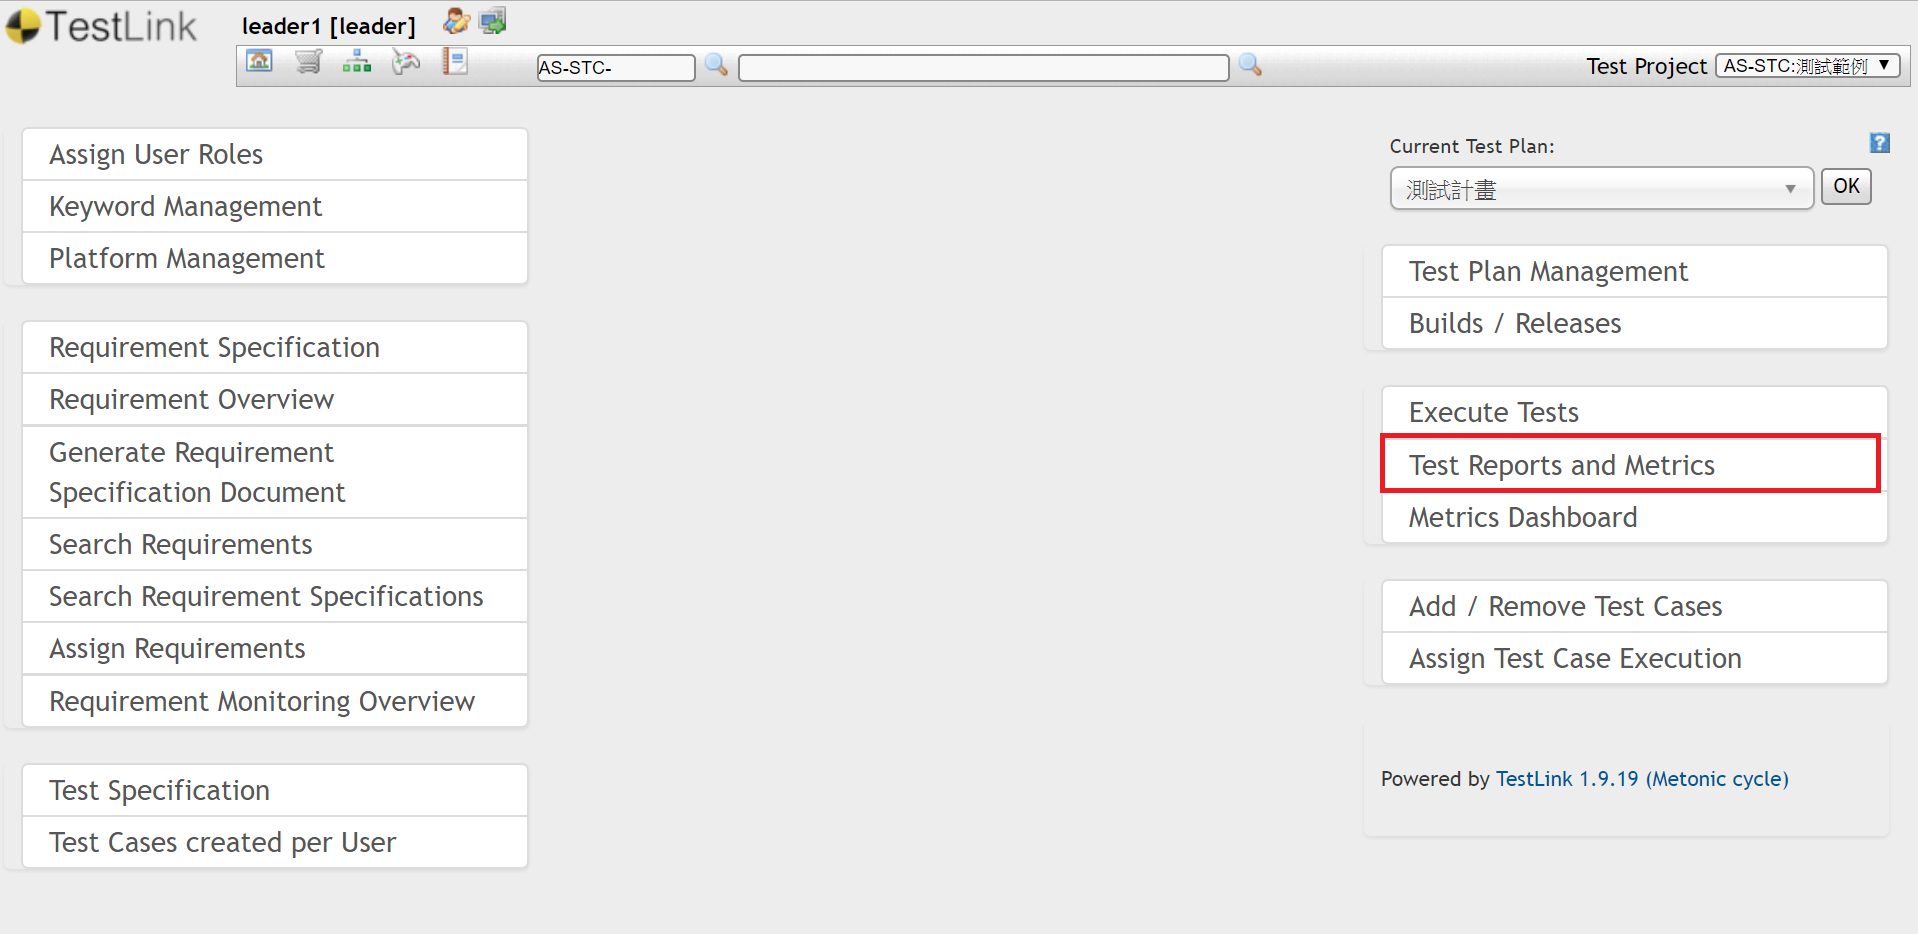 TestLink
leader1 [leader]
AS-STC-
Test Project AS-STC:測試範例
Assign User Roles
Keyword Management
Platform Management
Requirement Specification
Requirement Overview
Generate Requirement
Specification Document
Search Requirements
Search Requirement Specifications
Assign Requirements
Requirement Monitoring Overview
Test Specification
Test Cases created per User
Current Test Plan:
?
測試計畫
OK
Test Plan Management
Builds / Releases
Execute Tests
Test Reports and Metrics
Metrics Dashboard
Add / Remove Test Cases
Assign Test Case Execution
Powered by TestLink 1.9.19 (Metonic cycle)